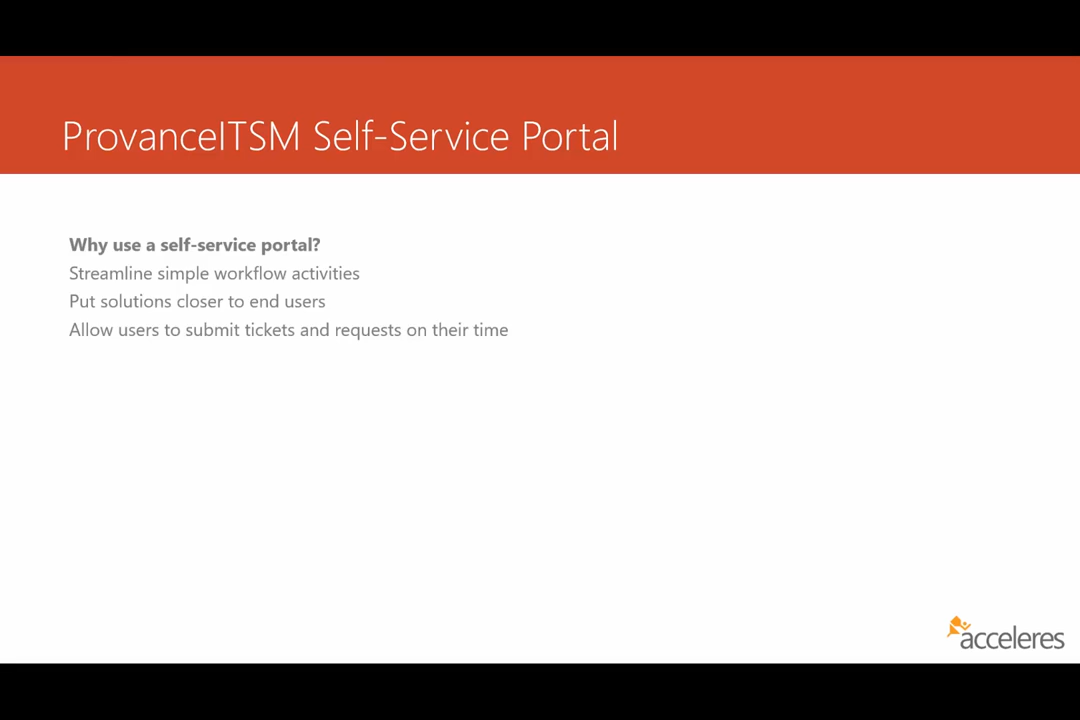 ProvanceITSM Self-Service Portal
Why use a self-service portal?
Streamline simple workflow activities
Put solutions closer to end users
Allow users to submit tickets and requests on their time
acceleres